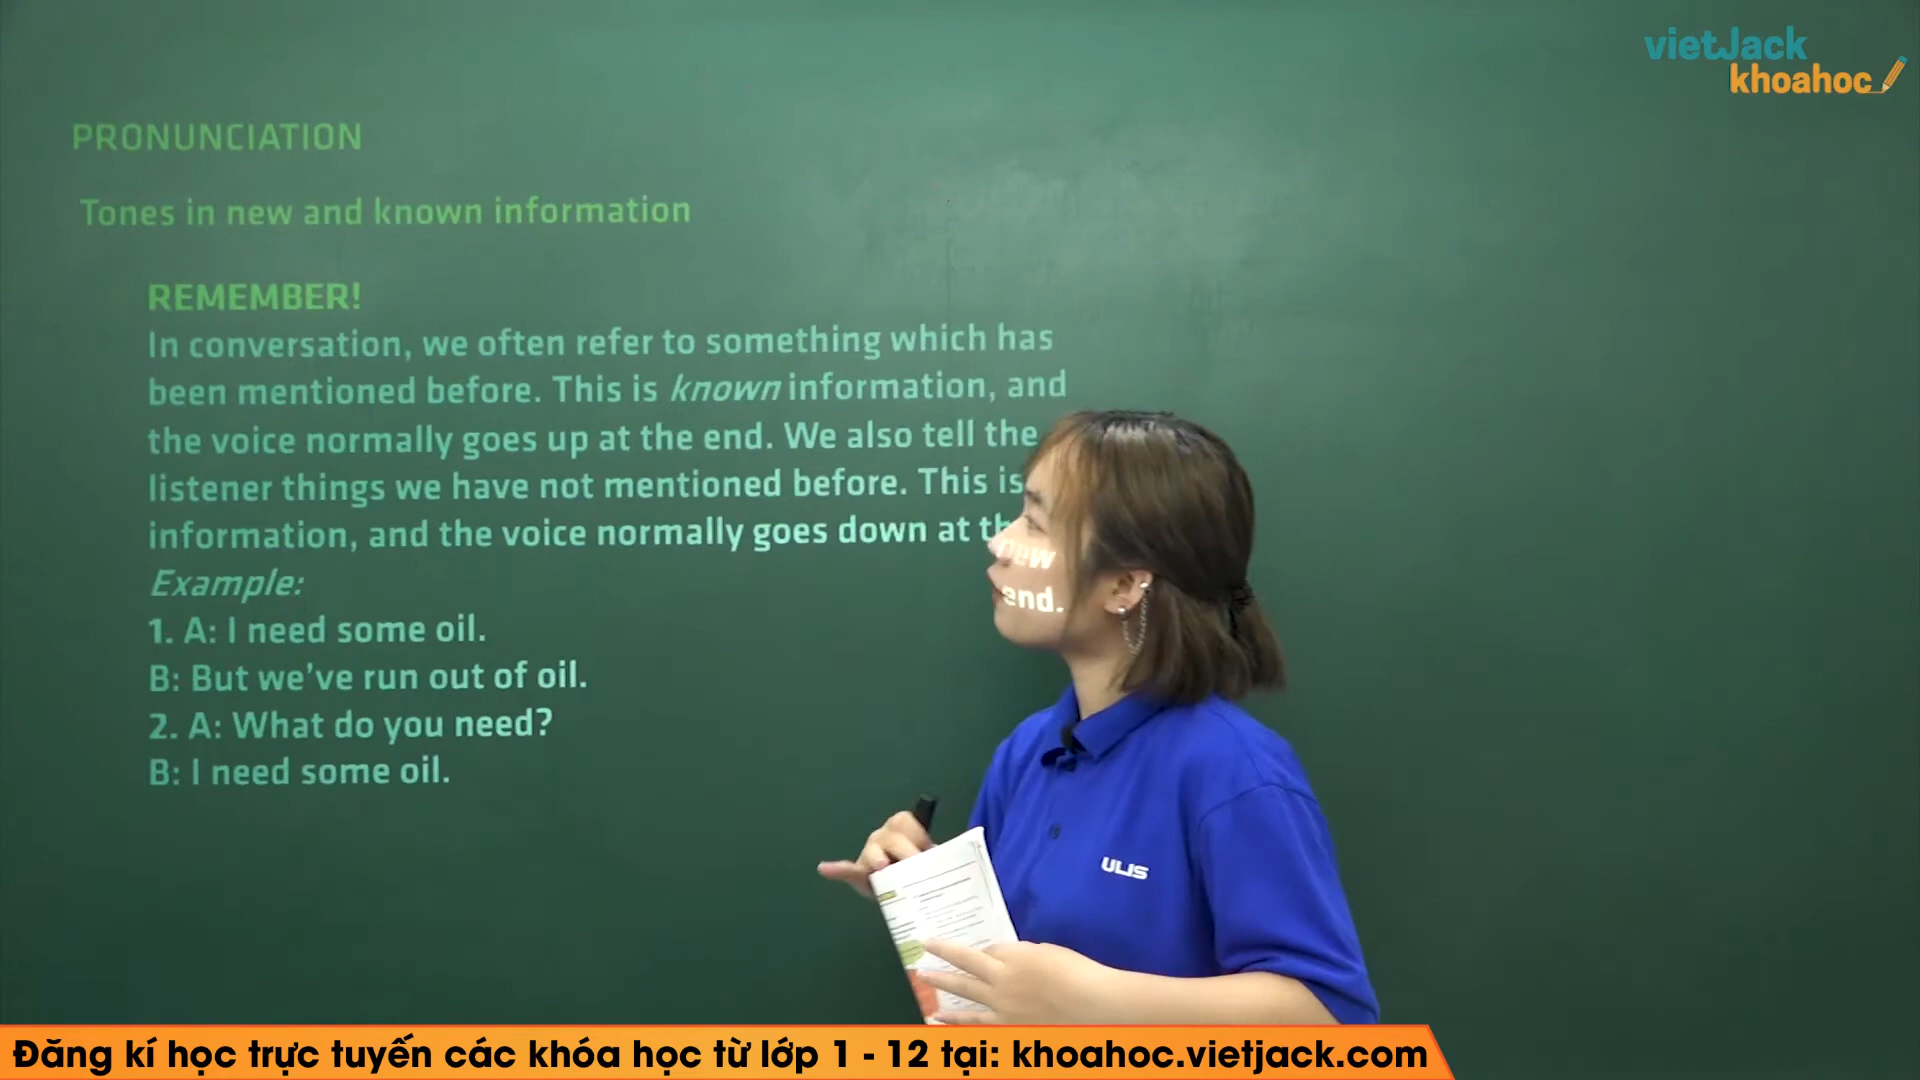 vietJack
khoahoc
PRONUNCIATION
Tones in new and known information
REMEMBER!
In conversation, we often refer to something which has
been mentioned before. This is known information, and
the voice normally goes up at the end. We also tell the
listener things we have not mentioned before. This is new
information, and the voice normally goes down at the end.
Example:
1. A: I need some oil.
B: But we've run out of oil.
2. A: What do you need?
B: I need some oil.
ULIS
Đăng kí học trực tuyến các khóa học từ lớp 1 - 12 tại: khoahoc.vietjack.com